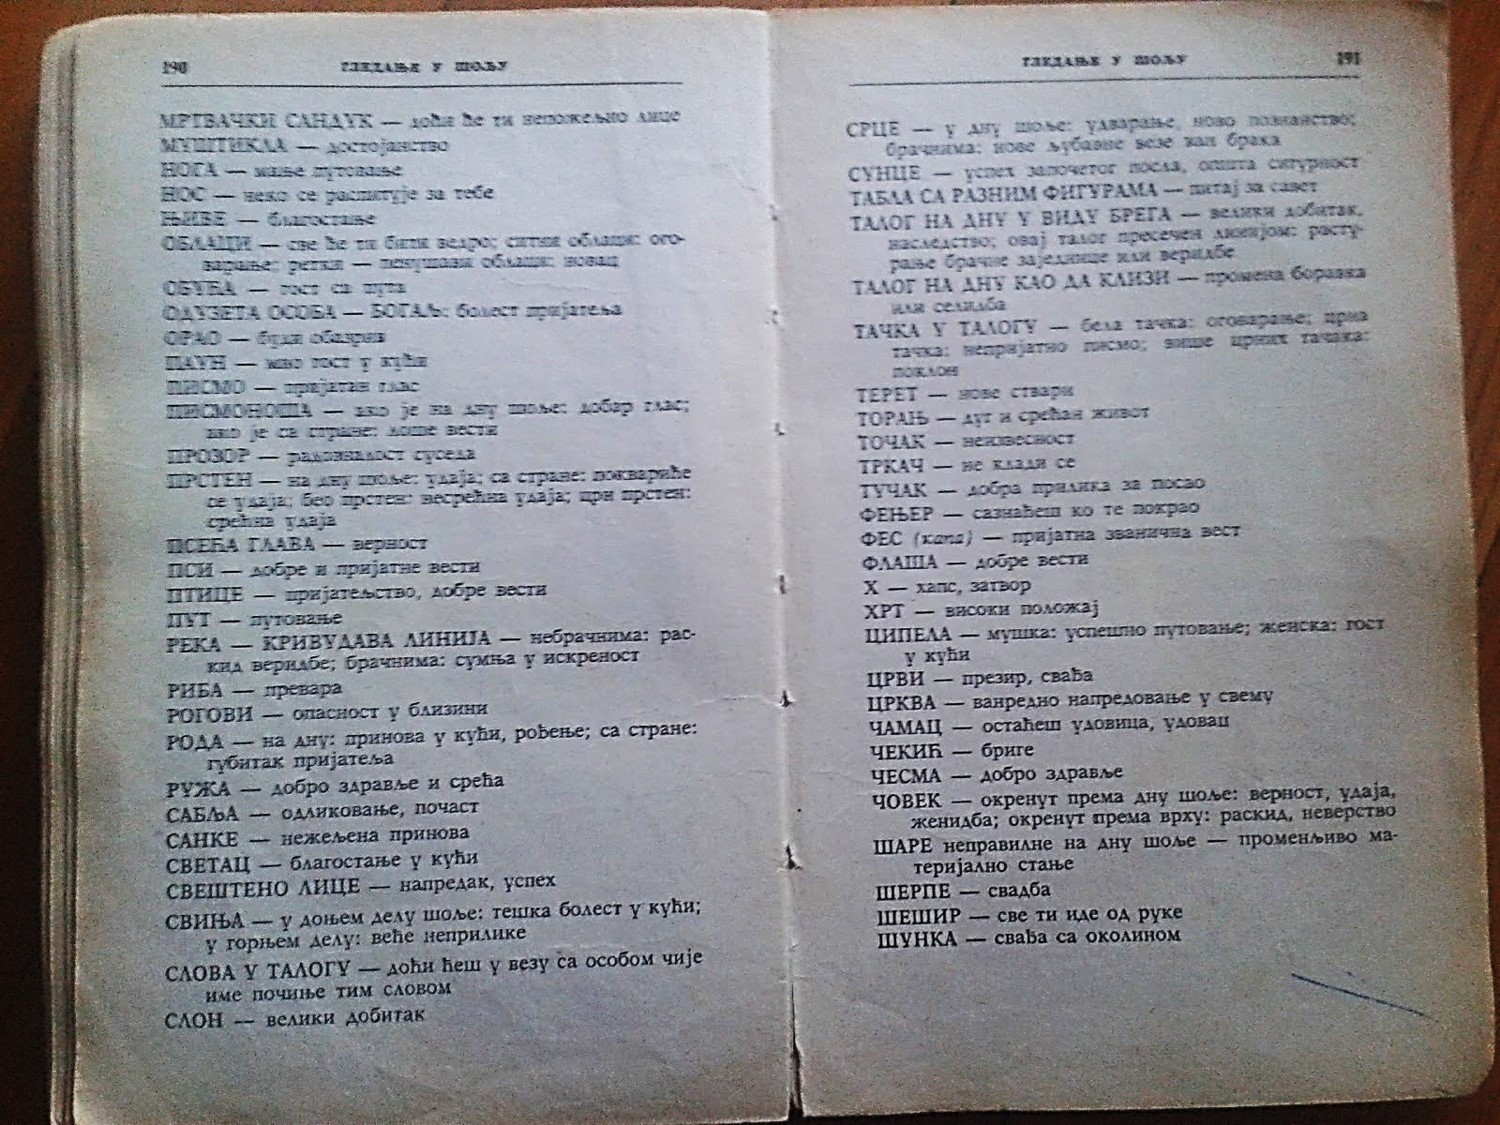 190 ГЛЕДАЊЕ У ШОЉУ
МРТВАЧКИ САНДУК — доћи ће ти непожељно лице
МУШТИКЛА — достојанство
НОГА — мање путовање
НОС — неко се распитује за тебе
ЊИВЕ — благостање
ОБЛАЦИ — све ће ти бити ведро; ситни облаци: ого-
варање; ретки — пенушави облаци: новац
ОБУЋА — гост са пута
ОДУЗЕТА ОСОБА — БОГАЉ: болест пријатеља
ОРАО — буди обазрив
ПАУН — мио гост у кући
ПИСМО — пријатан глас
ПИСМОНОША — ако је на дну шоље: добар глас;
ако је са стране: лоше вести
ПРОЗОР — радозналост суседа
ПРСТЕН — на дну шоље: удаја; са стране: поквариће
се удаја; бео прстен: несрећна удаја; црн прстен:
срећна удаја
ПСЕЋА ГЛАВА — верност
ПСИ — добре и пријатне вести
ПТИЦЕ — пријатељство, добре вести
ПУТ — путовање
РЕКА — КРИВУДАВА ЛИНИЈА — небрачнима: рас-
кид веридбе; брачнима: сумња у искреност
РИБА — превара
РОГОВИ — опасност у близини
РОДА — на дну: принова у кући, рођење; са стране:
губитак пријатеља
РУЖА — добро здравље и срећа
САБЉА — одликовање, почаст
САНКЕ — нежељена принова
СВЕТАЦ — благостање у кући
СВЕШТЕНО ЛИЦЕ — напредак, успех
СВИЊА — у доњем делу шоље: тешка болест у кући;
у горњем делу: веће неприлике
СЛОВА У ТАЛОГУ — доћи ћеш у везу са особом чије
име почиње тим словом
СЛОН — велики добитак
ГЛЕДАЊЕ У ШОЉУ 191
СРЦЕ — у дну шоље: удварање, ново познанство;
брачнима: нове љубавне везе ван брака
СУНЦЕ — успех започетог посла, општа сигурност
ТАБЛА СА РАЗНИМ ФИГУРАМА — питај за савет
ТАЛОГ НА ДНУ У ВИДУ БРЕГА — велики добитак,
наследство; овај талог пресечен линијом: расту-
рање брачне заједнице или веридбе
ТАЛОГ НА ДНУ КАО ДА КЛИЗИ — промена боравка
или селидба
ТАЧКА У ТАЛОГУ — бела тачка: оговарање; црна
тачка: непријатно писмо; више црних тачака:
поклон
ТЕРЕТ — нове ствари
ТОРАЊ — дуг и срећан живот
ТОЧАК — неизвесност
ТРКАЧ — не клади се
ТУЧАК — добра прилика за посао
ФЕЊЕР — сазнаћеш ко те покрао
ФЕС (капа) — пријатна званична вест
ФЛАША — добре вести
Х — хапс, затвор
ХРТ — високи положај
ЦИПЕЛА — мушка: успешно путовање; женска: гост
у кући
ЦРВИ — презир, свађа
ЦРКВА — ванредно напредовање у свему
ЧАМАЦ — остаћеш удовица, удовац
ЧЕКИЋ — бриге
ЧЕСМА — добро здравље
ЧОВЕК — окренут према дну шоље: верност, удаја,
женидба; окренут према врху: раскид, неверство
ШАРЕ неправилне на дну шоље — променљиво ма-
теријално стање
ШЕРПЕ — свадба
ШЕШИР — све ти иде од руке
ШУНКА — свађа са околином